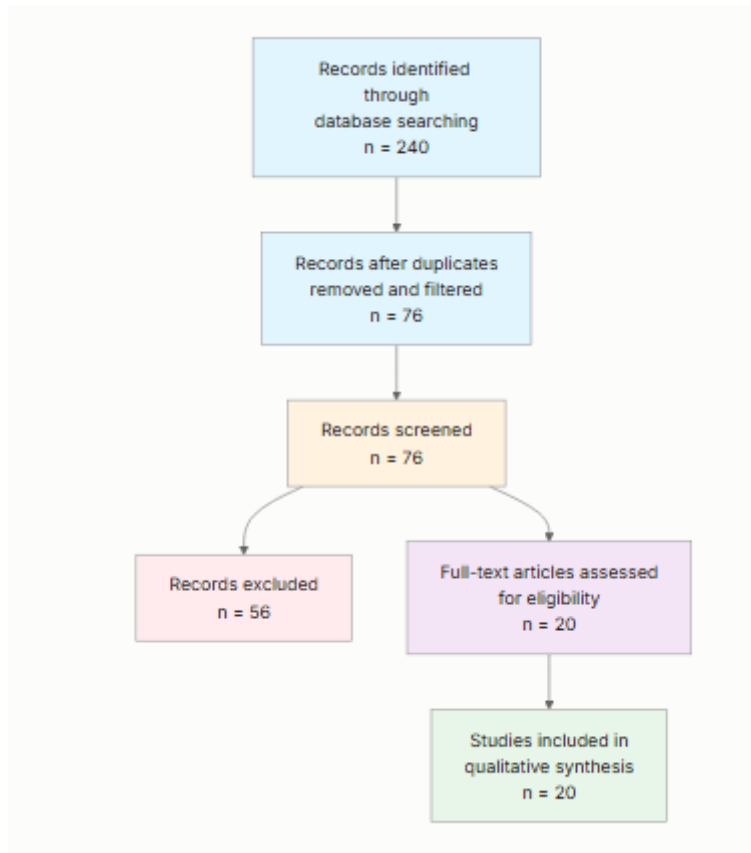 Records identified
through
database searching
n = 240
Records after duplicates
removed and filtered
n = 76
Records screened
n = 76
Records excluded
n = 56
Full-text articles assessed
for eligibility
n = 20
Studies included in
qualitative synthesis
n = 20